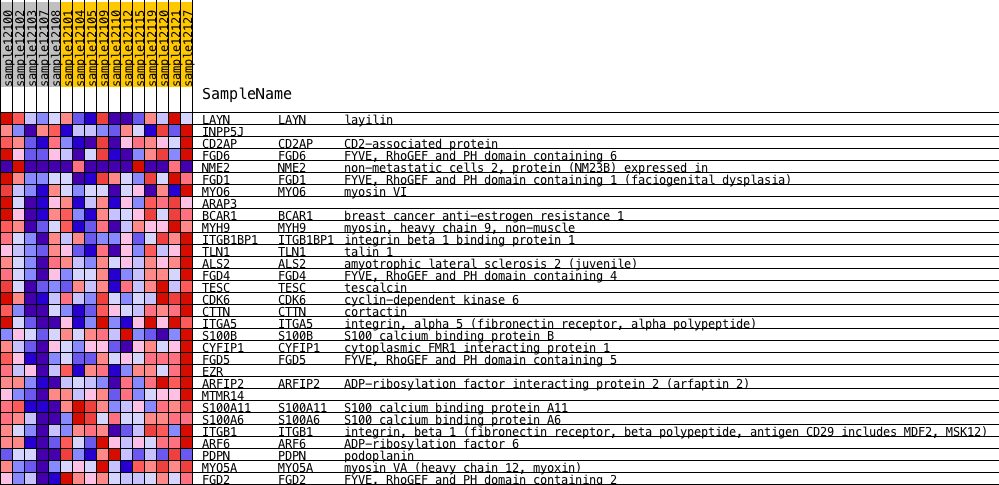 sample12100
sample12102
sample12103
sample12107
sample12108
sample12101
sample12104
sample12105
sample12109
sample12110
sample12112
sample12115
sample12119
sample12120
sample12121
sample12127
SampleName
LAYN LAYN layilin
INPP5J
CD2AP CD2AP CD2-associated protein
FGD6 FGD6 FYVE, RhoGEF and PH domain containing 6
NME2 NME2 non-metastatic cells 2, protein (NM23B) expressed in
FGD1 FGD1 FYVE, RhoGEF and PH domain containing 1 (faciogenital dysplasia)
MYO6 MYO6 myosin VI
ARAP3
BCAR1 BCAR1 breast cancer anti-estrogen resistance 1
MYH9 MYH9 myosin, heavy chain 9, non-muscle
ITGB1BP1 ITGB1BP1 integrin beta 1 binding protein 1
TLN1 TLN1 talin 1
ALS2 ALS2 amyotrophic lateral sclerosis 2 (juvenile)
FGD4 FGD4 FYVE, RhoGEF and PH domain containing 4
TESC TESC tescalcin
CDK6 CDK6 cyclin-dependent kinase 6
CTTN CTTN cortactin
ITGA5 ITGA5 integrin, alpha 5 (fibronectin receptor, alpha polypeptide)
S100B S100B S100 calcium binding protein B
CYFIP1 CYFIP1 cytoplasmic FMR1 interacting protein 1
FGD5 FGD5 FYVE, RhoGEF and PH domain containing 5
EZR
ARFIP2 ARFIP2 ADP-ribosylation factor interacting protein 2 (arfaptin 2)
MTMR14
S100A11 S100A11 S100 calcium binding protein A11
S100A6 S100A6 S100 calcium binding protein A6
ITGB1 ITGB1 integrin, beta 1 (fibronectin receptor, beta polypeptide, antigen CD29 includes MDF2, MSK12)
ARF6 ARF6 ADP-ribosylation factor 6
PDPN PDPN podoplanin
MYO5A MYO5A myosin VA (heavy chain 12, myoxin)
FGD2 FGD2 FYVE, RhoGEF and PH domain containing 2